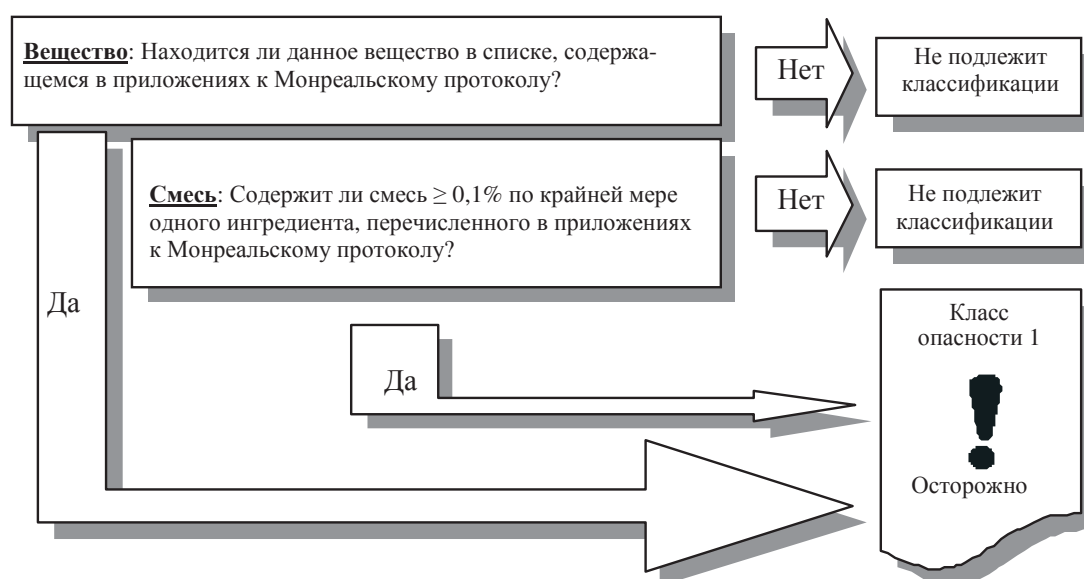 Вещество: Находится ли данное вещество в списке, содержа-
щемся в приложениях к Монреальскому протоколу?
Нет
Не подлежит
классификации
Смесь: Содержит ли смесь ≥ 0,1% по крайней мере
одного ингредиента, перечисленного в приложениях
к Монреальскому протоколу?
Нет
Не подлежит
классификации
Да
Да
Класс
опасности 1
Осторожно